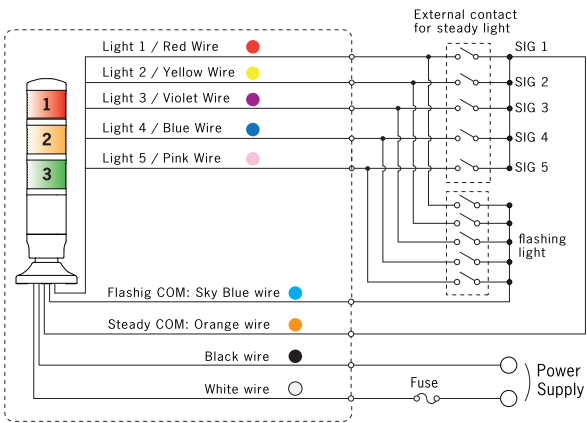 External contact
for steady light
Light 1 / Red Wire
SIG 1
Light 2 / Yellow Wire
SIG 2
Light 3 / Violet Wire
SIG 3
Light 4 / Blue Wire
SIG 4
Light 5 / Pink Wire
SIG 5
1
2
3
flashing
light
Flashig COM: Sky Blue wire
Steady COM: Orange wire
Black wire
White wire
Fuse
Power
Supply